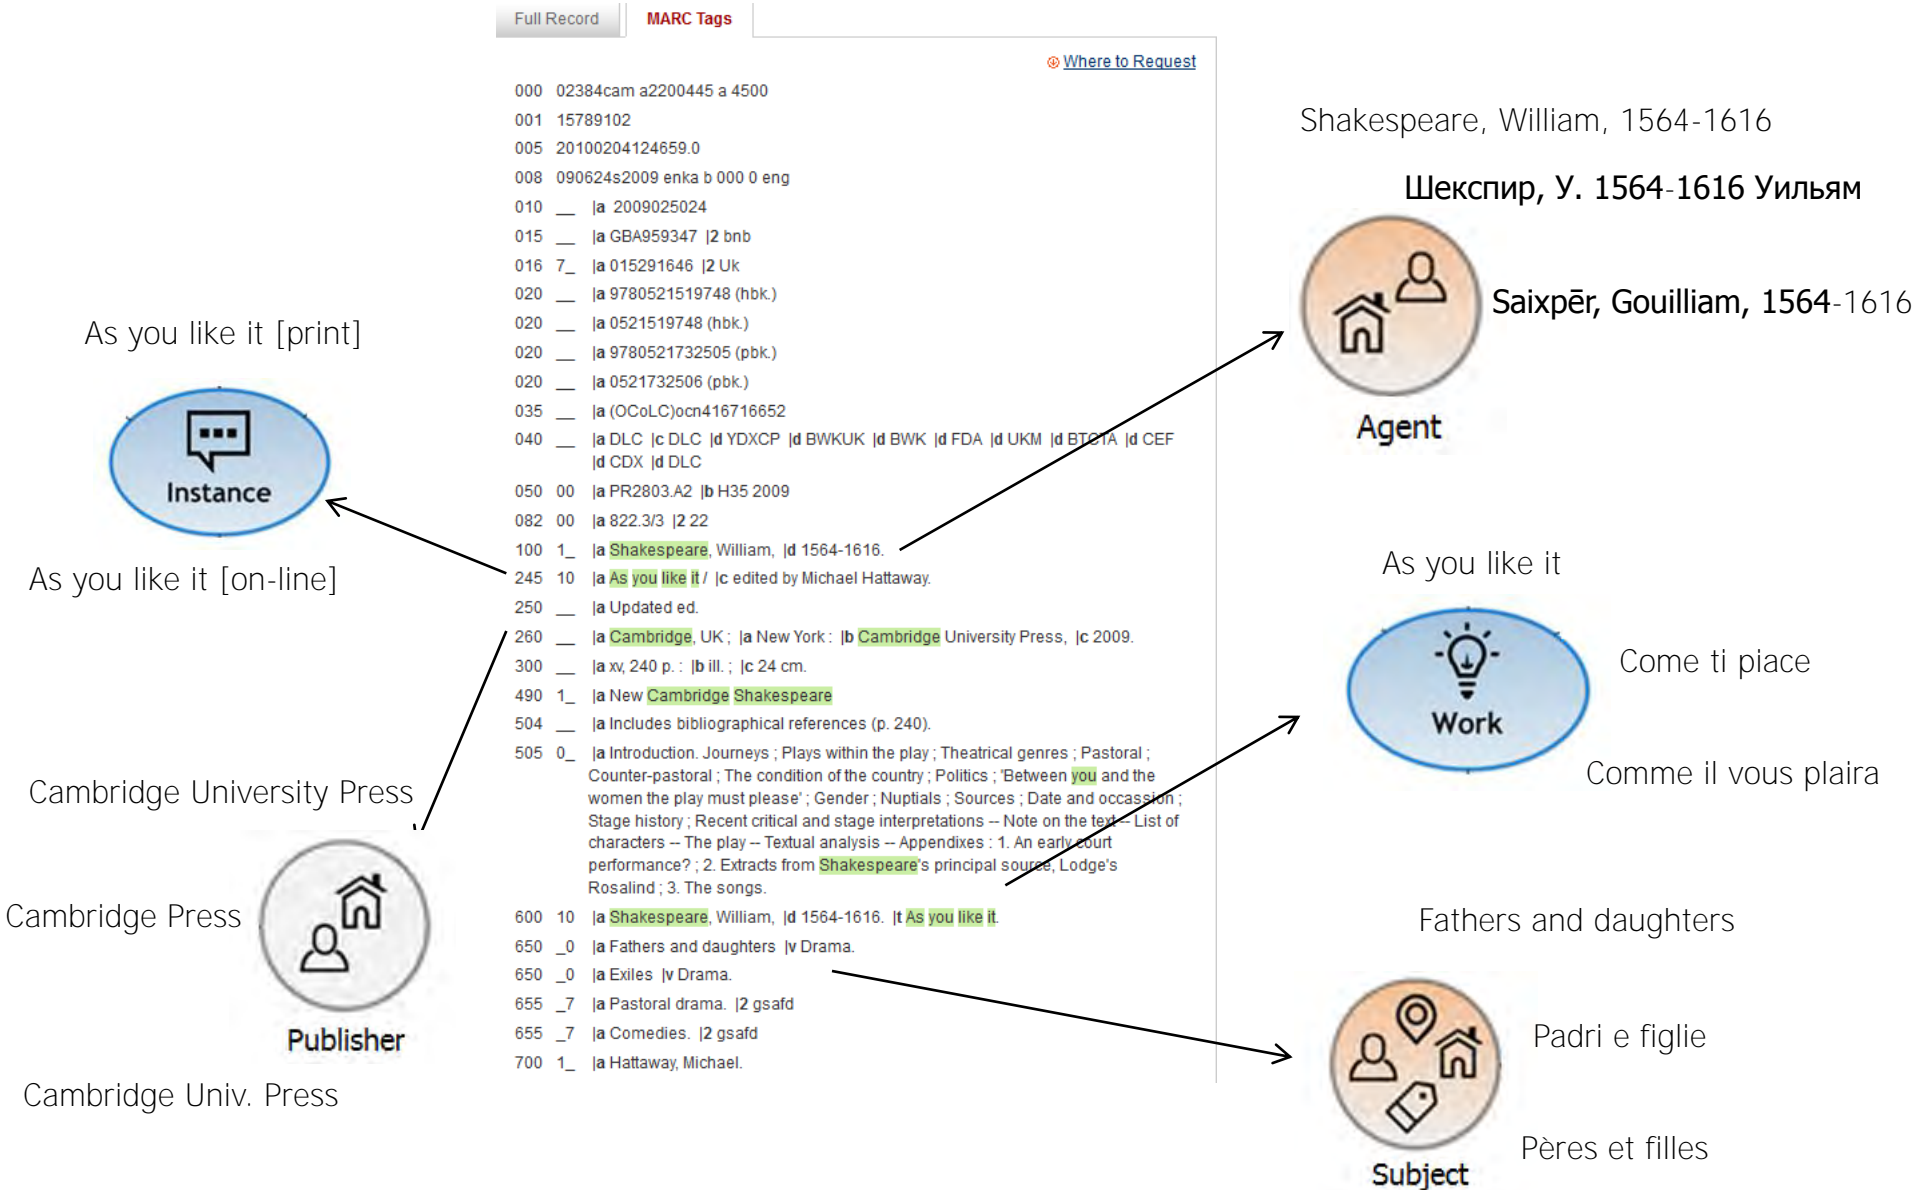 Full Record
MARC Tags
Where to Request
000 02384cam a2200445 a 4500
001 15789102
005 20100204124659.0
008 090624s2009 enka b 000 0 eng
010 __ |a 2009025024
015 __ |a GBA959347 |2 bnb
016 7_ |a 015291646 |2 Uk
020 __ |a 9780521519748 (hbk.)
020 __ |a 0521519748 (hbk.)
020 __ |a 9780521732505 (pbk.)
020 __ |a 0521732506 (pbk.)
035 __ |a (OCoLC)ocn416716652
040 __ |a DLC |c DLC |d YDXCP |d BWKUK |d BWK |d FDA |d UKM |d BTCTA |d CEF
|d CDX |d DLC
050 00 |a PR2803.A2 |b H35 2009
082 00 |a 822.3/3 |2 22
100 1_ |a Shakespeare, William, |d 1564-1616.
245 10 |a As you like it / |c edited by Michael Hattaway.
250 __ |a Updated ed.
260 __ |a Cambridge, UK ; |a New York : |b Cambridge University Press, |c 2009.
300 __ |a xv, 240 p. : |b ill. ; |c 24 cm.
490 1_ |a New Cambridge Shakespeare
504 __ |a Includes bibliographical references (p. 240).
505 0_ |a Introduction. Journeys ; Plays within the play ; Theatrical genres ; Pastoral ;
Counter-pastoral ; The condition of the country ; Politics ; 'Between you and the
women the play must please' ; Gender ; Nuptials ; Sources ; Date and occassion ;
Stage history ; Recent critical and stage interpretations -- Note on the text -- List of
characters -- The play -- Textual analysis -- Appendixes : 1. An early court
performance? ; 2. Extracts from Shakespeare's principal source, Lodge's
Rosalind ; 3. The songs.
600 10 |a Shakespeare, William, |d 1564-1616. |t As you like it.
650 _0 |a Fathers and daughters |v Drama.
650 _0 |a Exiles |v Drama.
655 _7 |a Pastoral drama. |2 gsafd
655 _7 |a Comedies. |2 gsafd
700 1_ |a Hattaway, Michael.
As you like it [print]
Instance
As you like it [on-line]
Cambridge University Press
Cambridge Press
Publisher
Cambridge Univ. Press
Shakespeare, William, 1564-1616
Шекспир, У. 1564-1616 Уильям
Saixpēr, Gouilliam, 1564-1616
Agent
As you like it
Come ti piace
Work
Comme il vous plaira
Fathers and daughters
Padri e figlie
Pères et filles
Subject